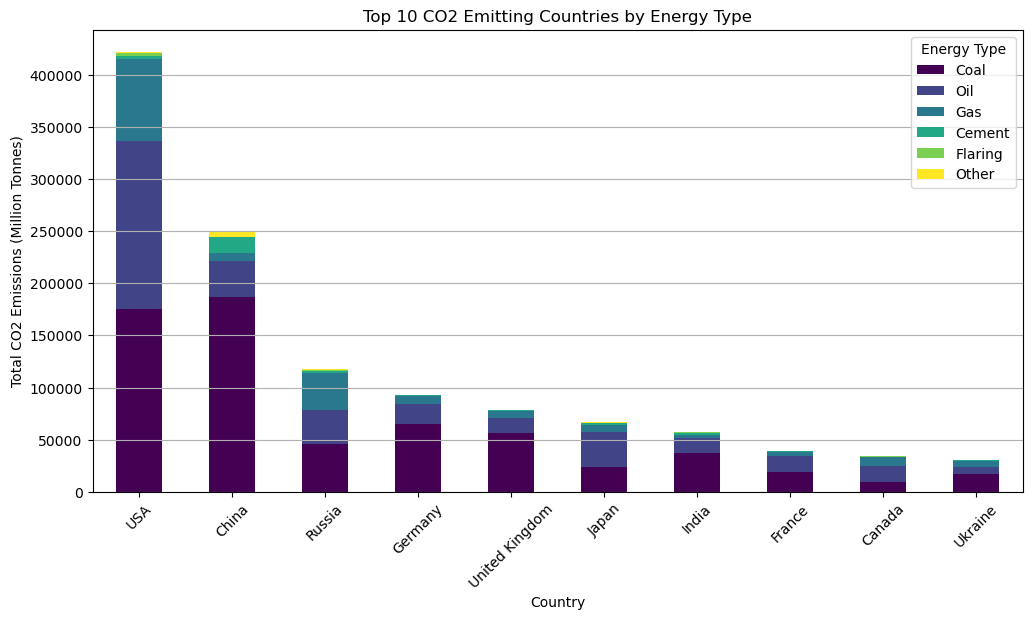 Top 10 CO2 Emitting Countries by Energy Type
Total CO2 Emissions (Million Tonnes)
400000
350000
300000
250000
200000
150000
100000
50000
0
Energy Type
Coal
Oil
Gas
Cement
Flaring
Other
USA
China
Russia
Germany
United Kingdom
Japan
India
France
Canada
Ukraine
Country